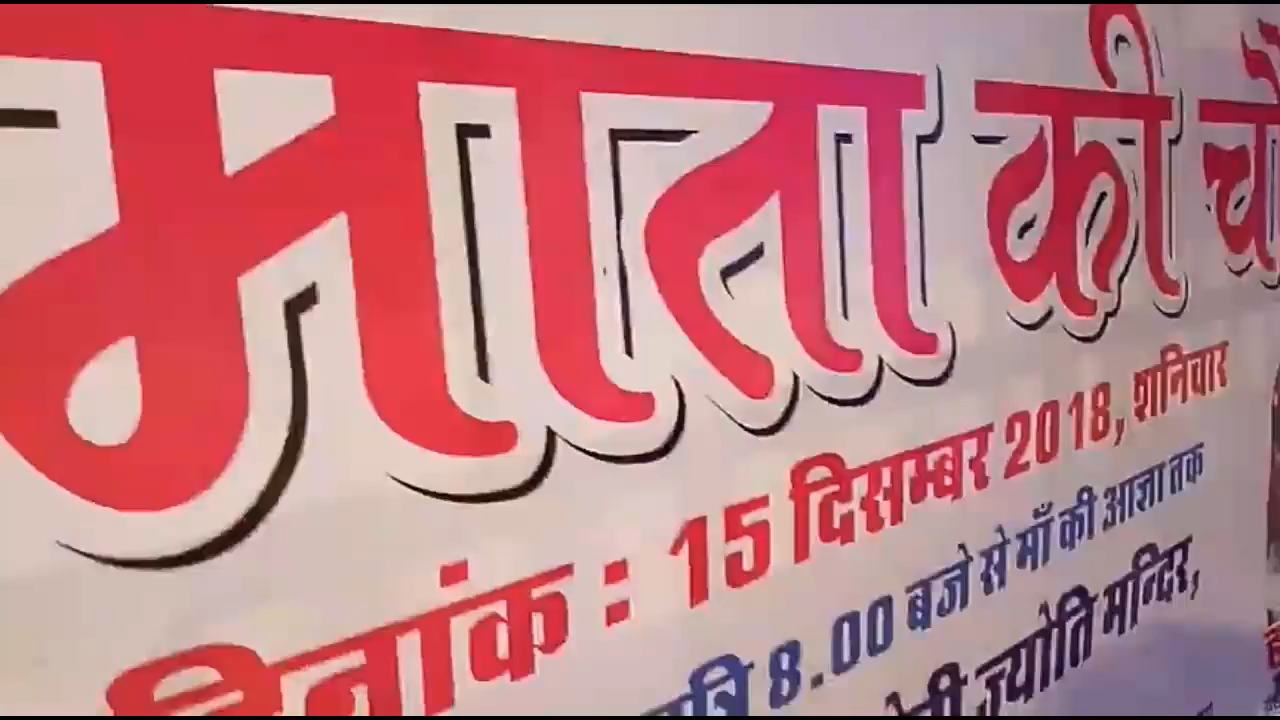 माता की
दिनांक : 15 दिसम्बर 2018, शनिवार
8.00 बजे से माँ की आज्ञा तक
ज्योति मन्दिर,